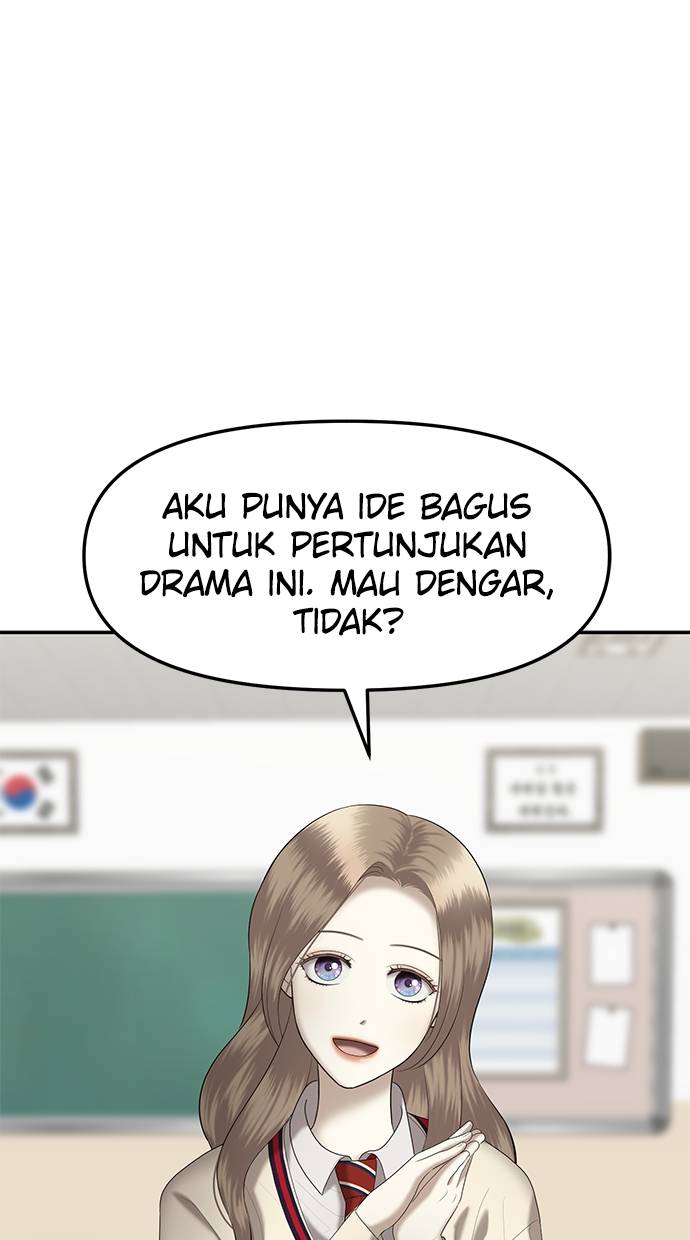 AKU PUNYA IDE BAGUS
UNTUK PERTUNJUKAN
DRAMA INI. MAU DENGAR,
TIDAK?